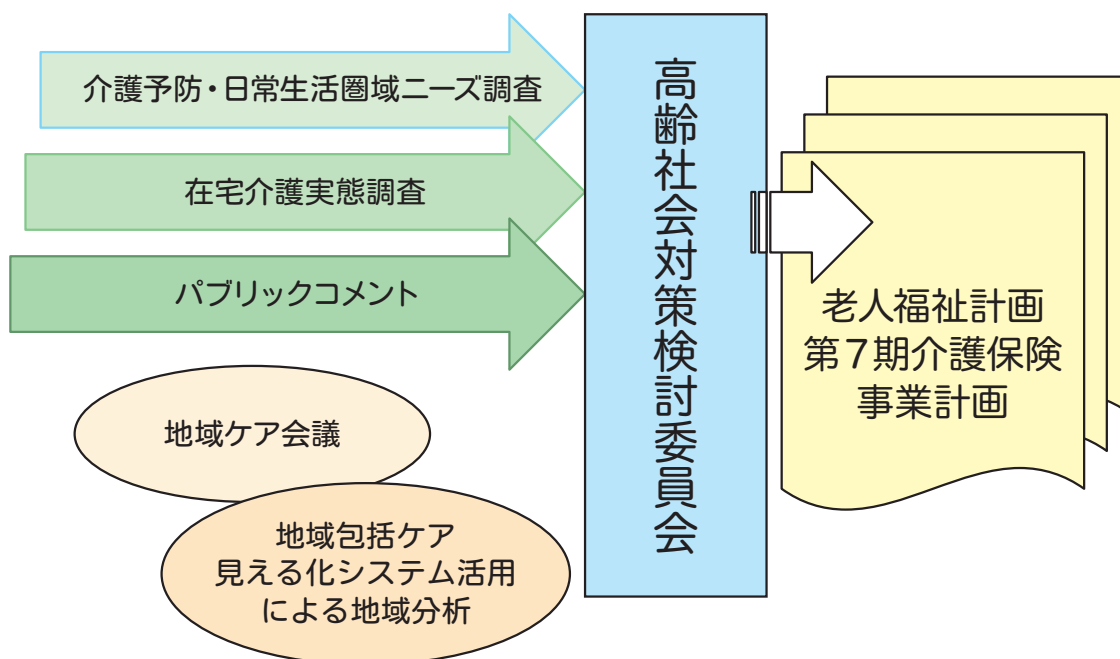 介護予防・日常生活圏域ニーズ調査
在宅介護実態調査
パブリックコメント
地域ケア会議
地域包括ケア
見える化システム活用
による地域分析
高齢社会対策検討委員会
老人福祉計画
第7期介護保険
事業計画